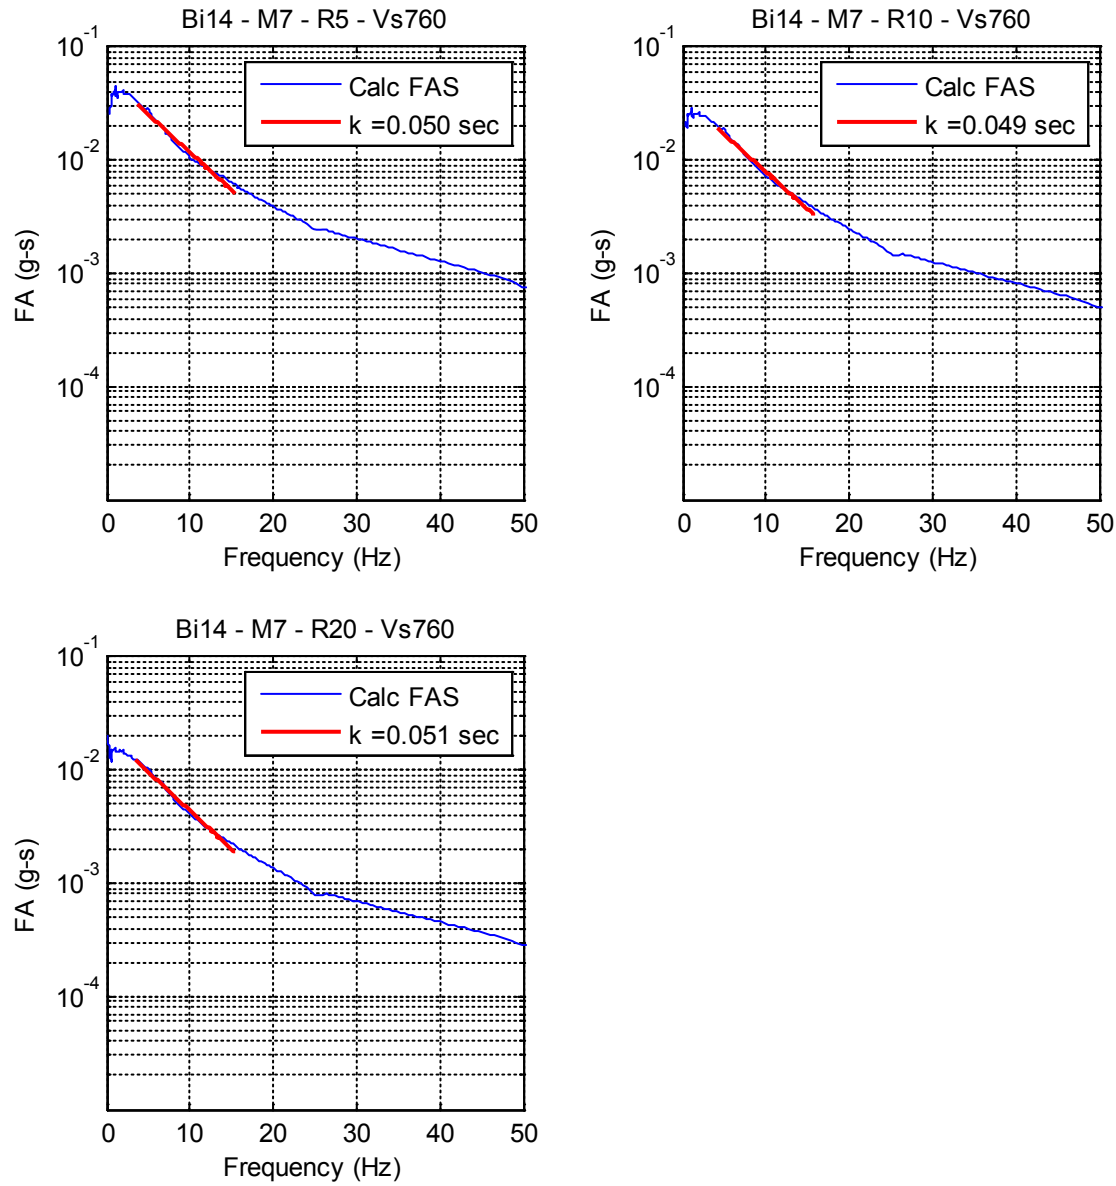 Bi14 - M7 - R5 - Vs760
10^-1
10^-2
10^-3
10^-4
FA (g-s)
Calc FAS
k =0.050 sec
0 10 20 30 40 50
Frequency (Hz)
Bi14 - M7 - R10 - Vs760
10^-1
10^-2
10^-3
10^-4
FA (g-s)
Calc FAS
k =0.049 sec
0 10 20 30 40 50
Frequency (Hz)
Bi14 - M7 - R20 - Vs760
10^-1
10^-2
10^-3
10^-4
FA (g-s)
Calc FAS
k =0.051 sec
0 10 20 30 40 50
Frequency (Hz)